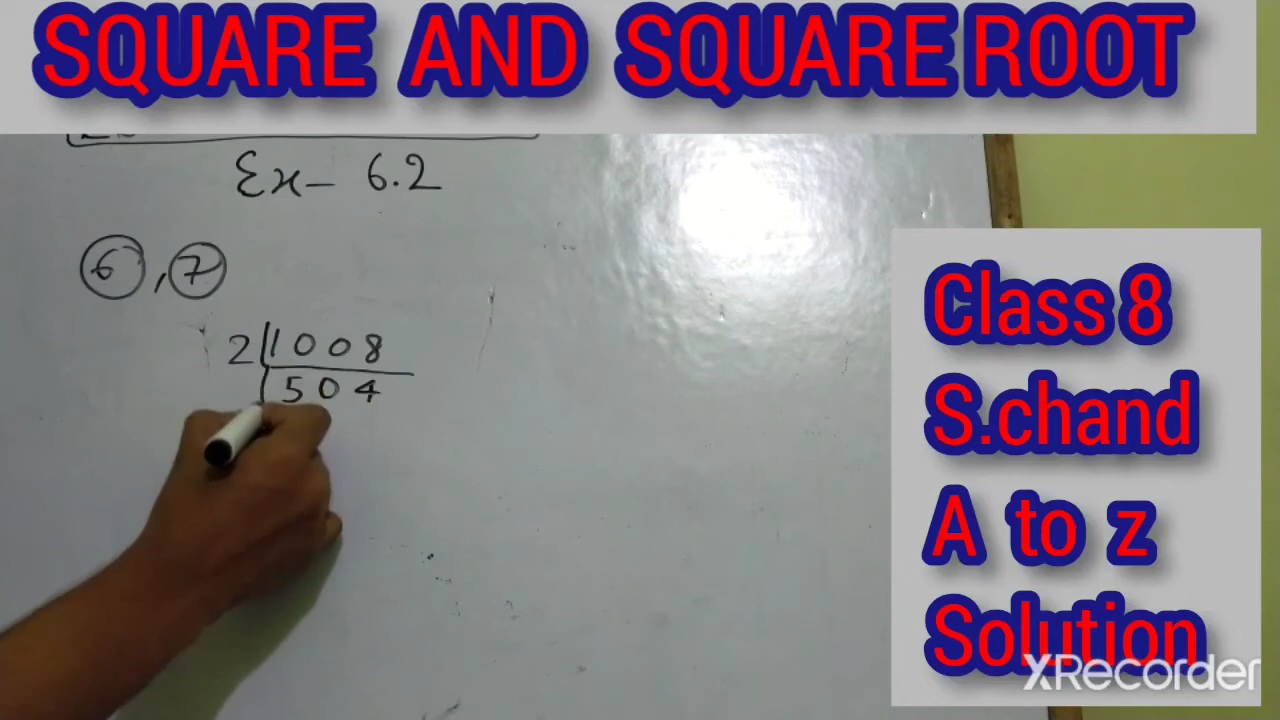 SQUARE AND SQUARE ROOT
Ex - 6.2
6, 7
2 1008
504
Class 8
S.chand
A to z
Solution
XRecorder